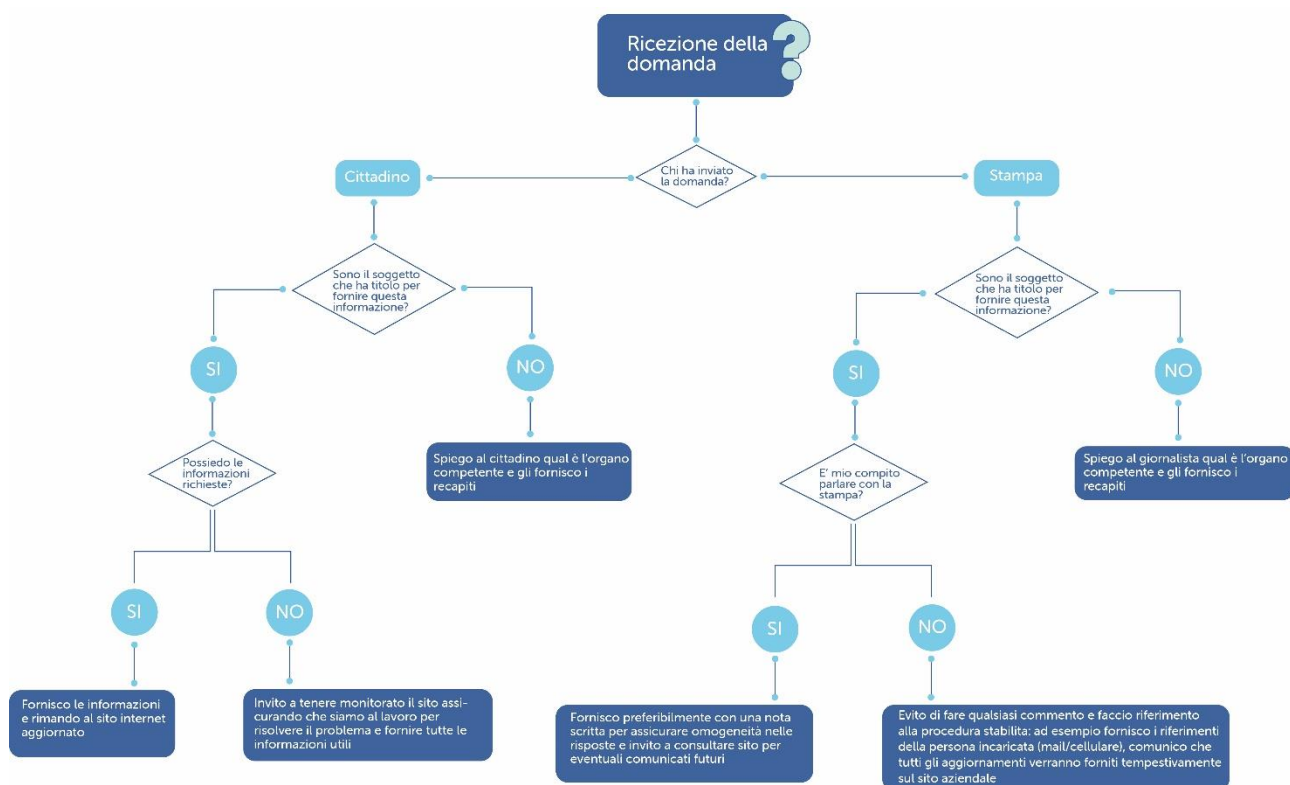 Ricezione della
domanda
?
Chi ha inviato
la domanda?
Cittadino
Stampa
Sono il soggetto
che ha titolo per
fornire questa
informazione?
Sono il soggetto
che ha titolo per
fornire questa
informazione?
SI
NO
SI
NO
Possiedo le
informazioni
richieste?
Spiego al cittadino qual è l'organo
competente e gli fornisco i
recapiti
E' mio compito
parlare con la
stampa?
Spiego al giornalista qual è l'organo
competente e gli fornisco i
recapiti
SI
NO
SI
NO
Fornisco le informazioni
e rimando al sito internet
aggiornato
Invito a tenere monitorato il sito assi-
curando che siamo al lavoro per
risolvere il problema e fornire tutte le
informazioni utili
Fornisco preferibilmente con una nota
scritta per assicurare omogeneità nelle
risposte e invito a consultare sito per
eventuali comunicati futuri
Evito di fare qualsiasi commento e faccio riferimento
alla procedura stabilita: ad esempio fornisco i riferimenti
della persona incaricata (mail/cellulare), comunico che
tutti gli aggiornamenti verranno forniti tempestivamente
sul sito aziendale